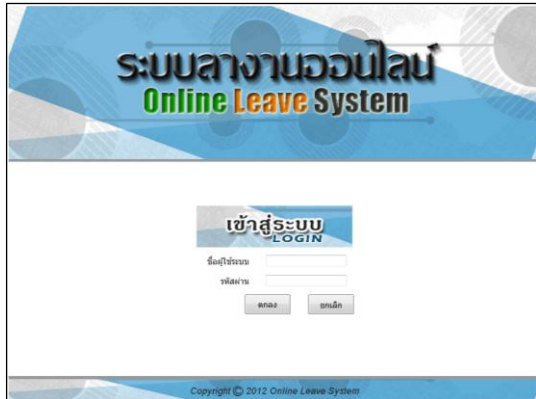 ระบบลางานออนไลน์
Online Leave System
เข้าสู่ระบบ
LOGIN
ชื่อผู้ใช้ระบบ
รหัสผ่าน
ตกลง ยกเลิก
Copyright © 2012 Online Leave System